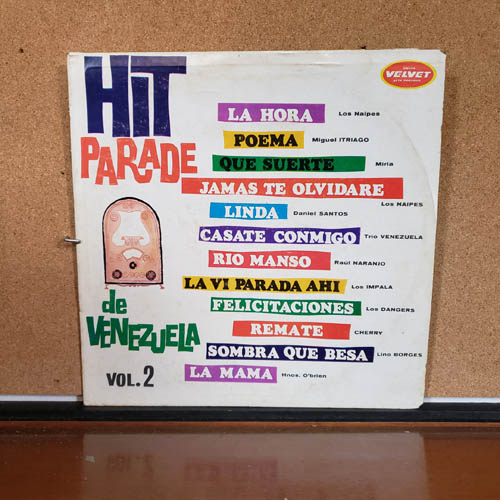 HIT
PARADE
de
VENEZUELA
VOL. 2
VELVET
LA HORA Los Naipes
POEMA Miguel ITRIAGO
QUE SUERTE Mirla
JAMAS TE OLVIDARE
Los NAIPES
LINDA Daniel SANTOS
CASATE CONMIGO Trio VENEZUELA
RIO MANSO Raúl NARANJO
LA VI PARADA AHI Los IMPALA
FELICITACIONES Los DANGERS
REMATE CHERRY
SOMBRA QUE BESA Lino BORGES
LA MAMA Hnos. O'brien